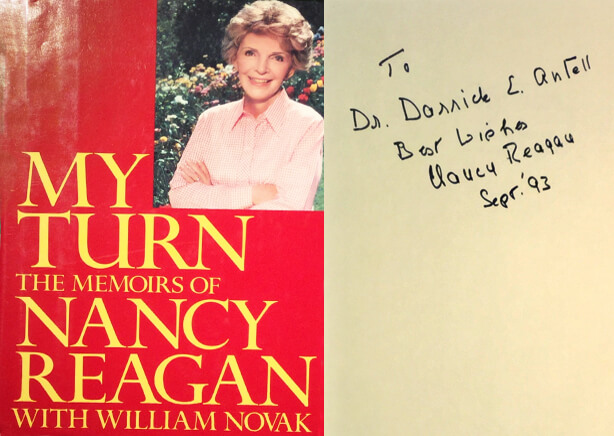 MY
TURN
THE MEMOIRS OF
NANCY
REAGAN
WITH WILLIAM NOVAK
To
Dr. Darrick E. Antell
Best Wishes
Nancy Reagan
Sept. '93